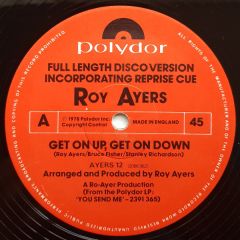 polydor
FULL LENGTH DISCO VERSION
INCORPORATING REPRISE CUE
ROY AYERS
A
℗ 1978 Polydor Inc.
Copyright Control
MADE IN ENGLAND
45
GET ON UP, GET ON DOWN
(Roy Ayers/Bruce Fisher/Stanley Richardson)
AYERS 12
Arranged and Produced by Roy Ayers
A Ro-Ayer Production
(From the Polydor LP:
'YOU SEND ME' – 2391 365)